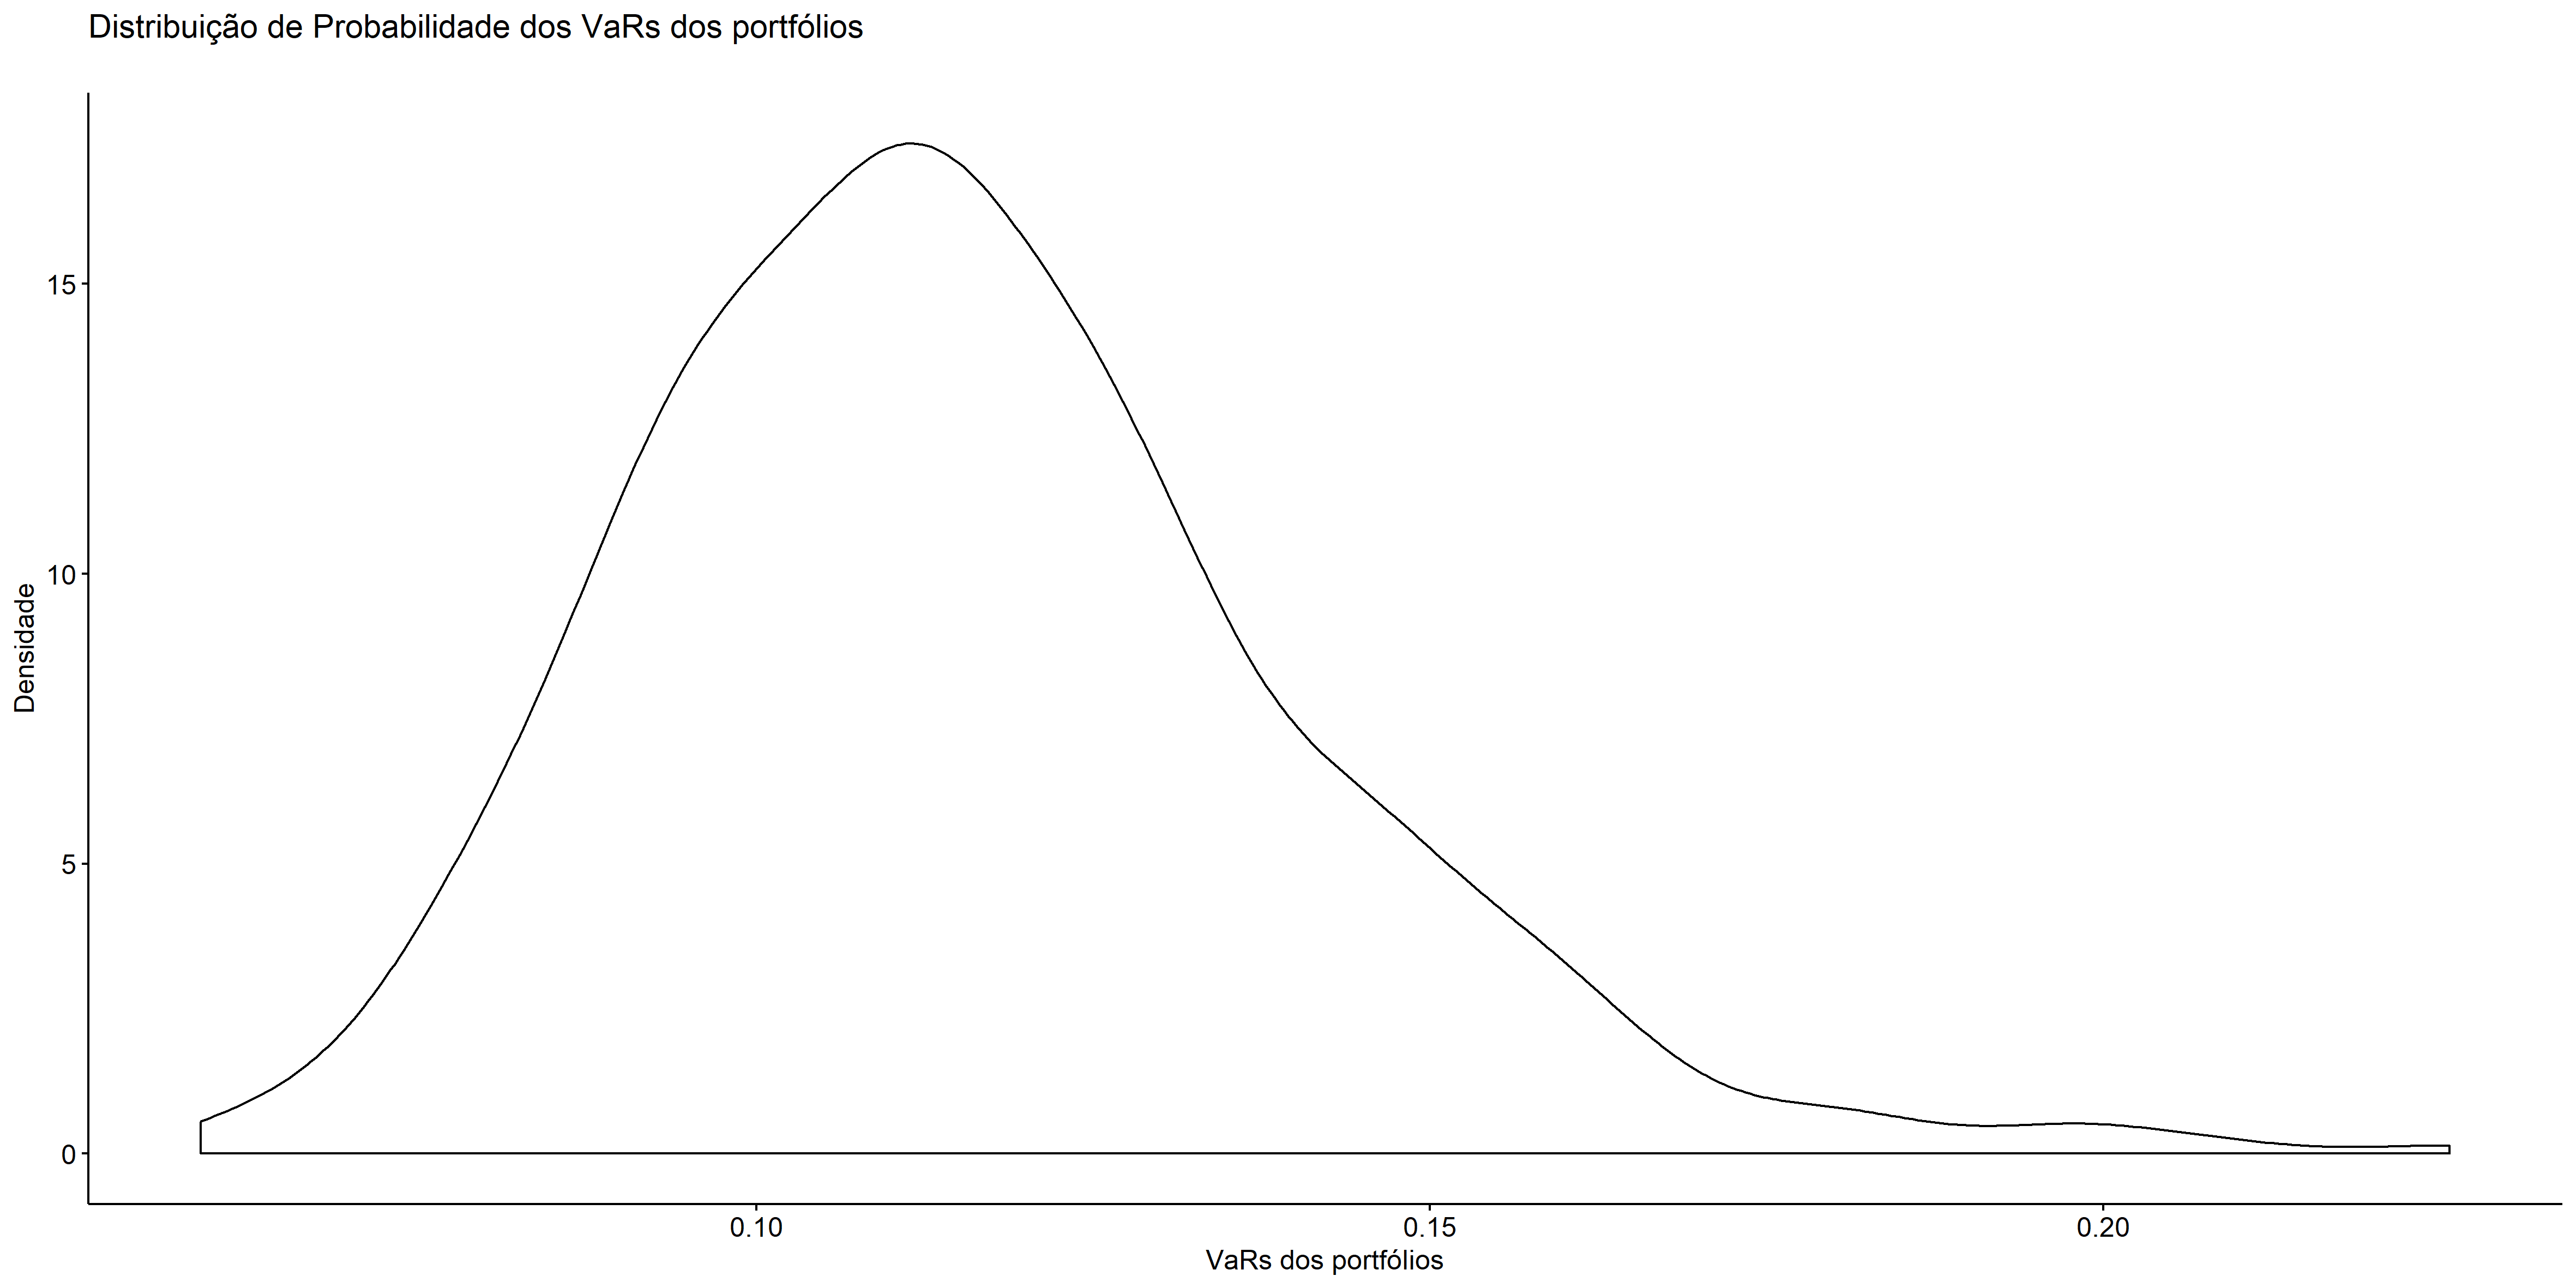 Distribuição de Probabilidade dos VaRs dos portfólios
15
10
5
0
Densidade
0.10 0.15 0.20
VaRs dos portfólios